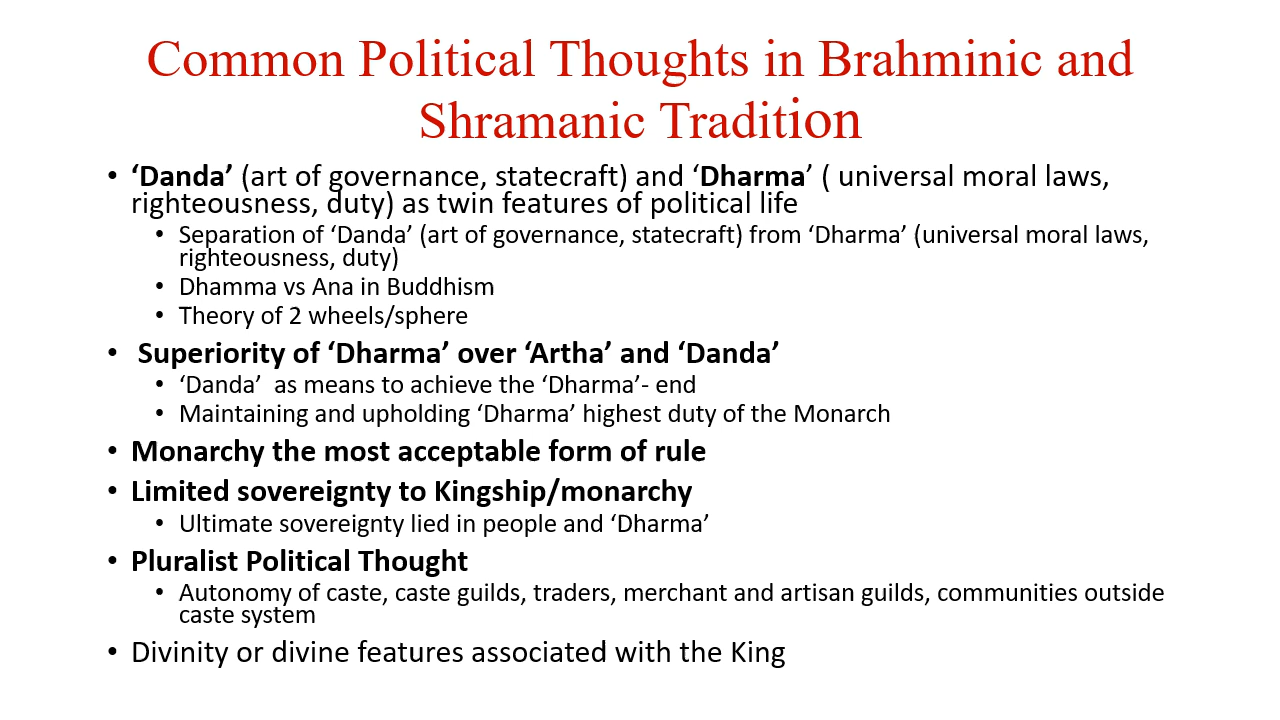 Common Political Thoughts in Brahminic and
Shramanic Tradition
• ‘Danda’ (art of governance, statecraft) and ‘Dharma’ ( universal moral laws,
righteousness, duty) as twin features of political life
• Separation of ‘Danda’ (art of governance, statecraft) from ‘Dharma’ (universal moral laws,
righteousness, duty)
• Dhamma vs Ana in Buddhism
• Theory of 2 wheels/sphere
• Superiority of ‘Dharma’ over ‘Artha’ and ‘Danda’
• ‘Danda’  as means to achieve the ‘Dharma’- end
• Maintaining and upholding ‘Dharma’ highest duty of the Monarch
• Monarchy the most acceptable form of rule
• Limited sovereignty to Kingship/monarchy
• Ultimate sovereignty lied in people and ‘Dharma’
• Pluralist Political Thought
• Autonomy of caste, caste guilds, traders, merchant and artisan guilds, communities outside
caste system
• Divinity or divine features associated with the King